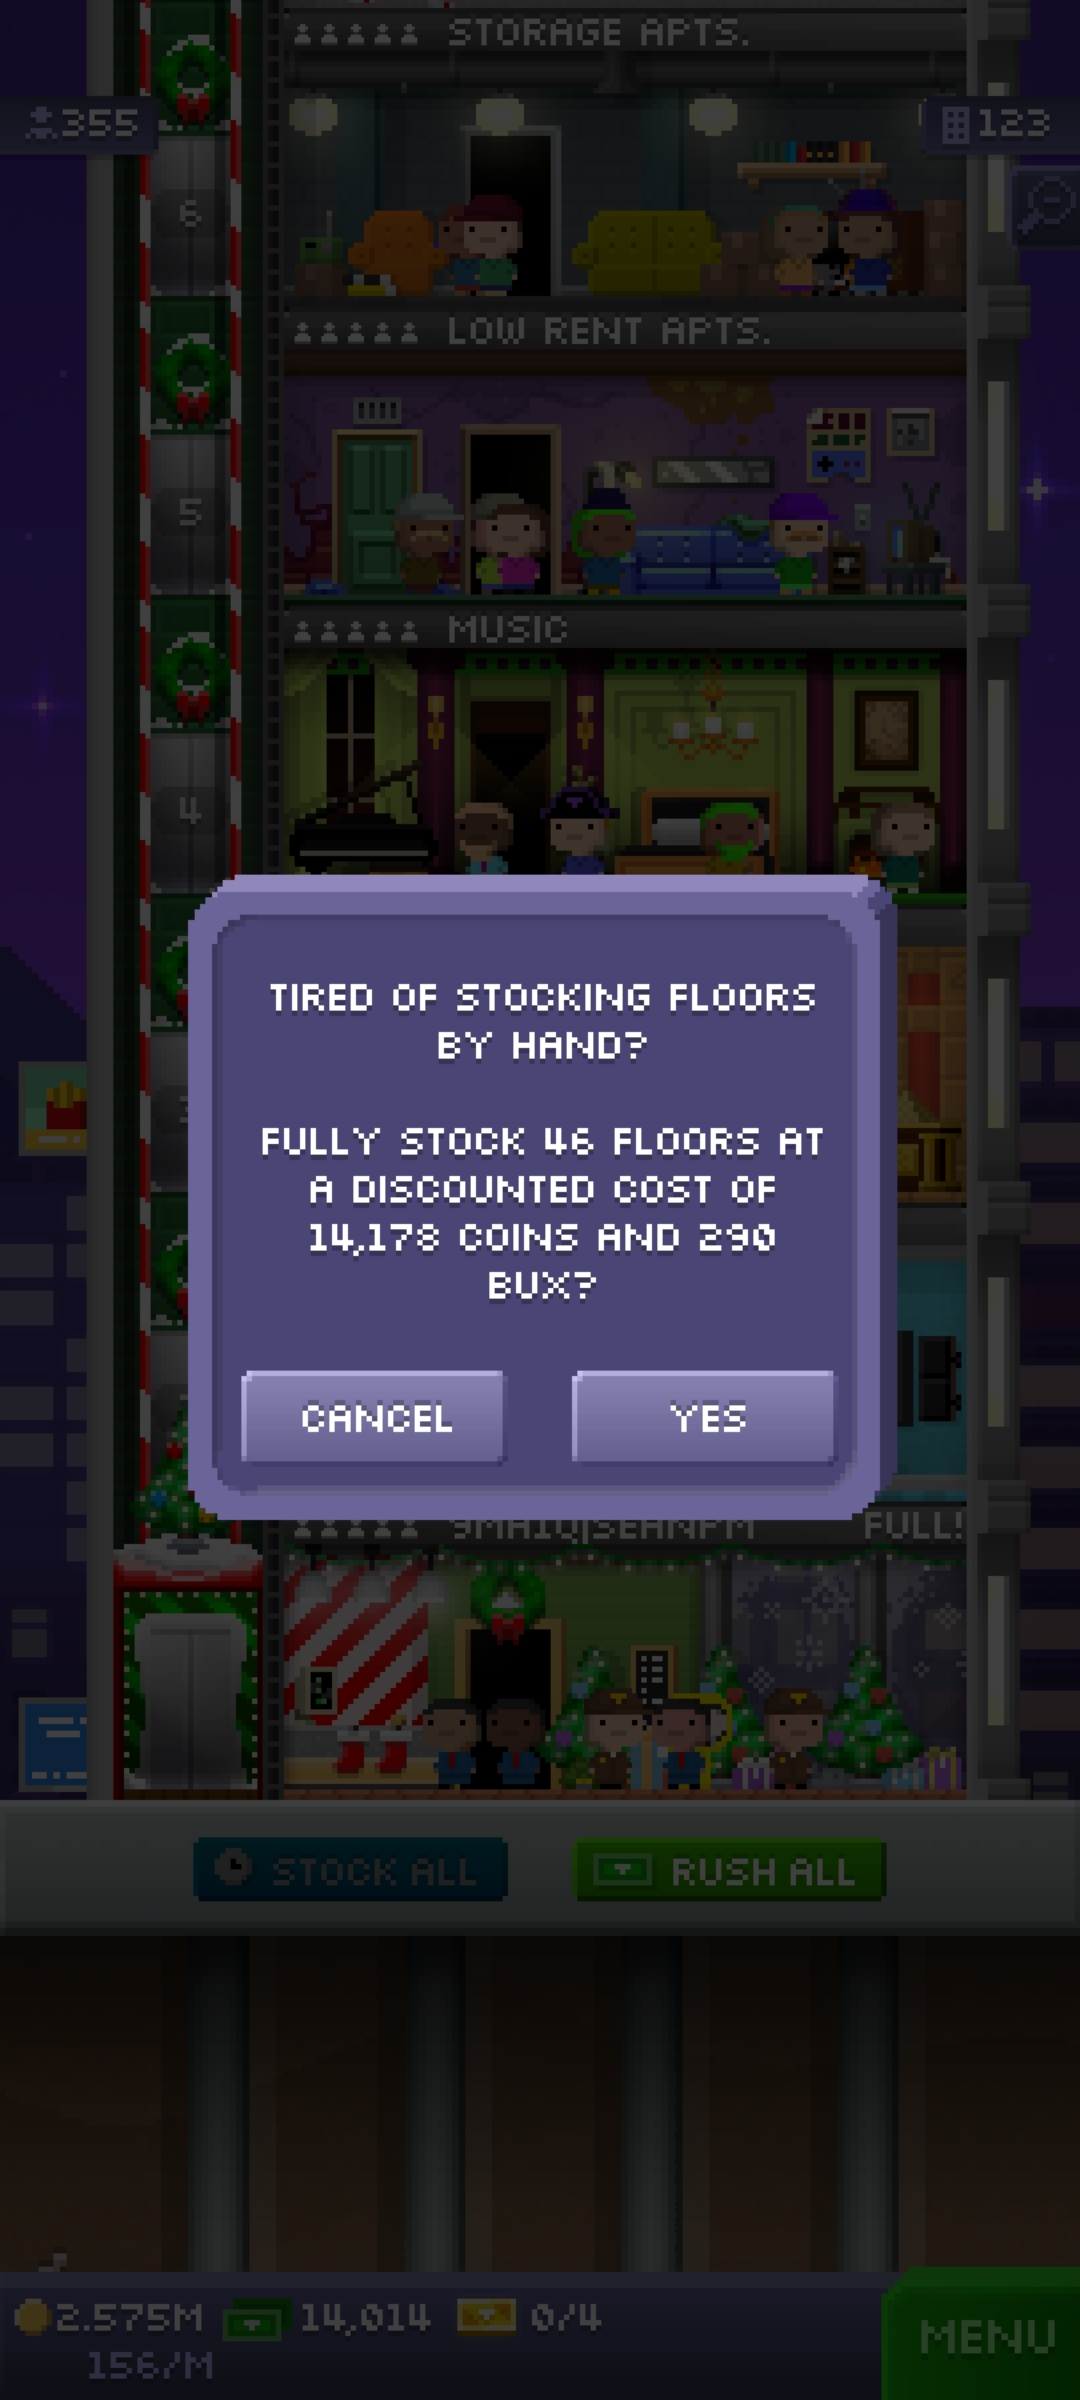 STORAGE APTS.
355
123
6
LOW RENT APTS.
5
MUSIC
4
TIRED OF STOCKING FLOORS
BY HAND?
FULLY STOCK 46 FLOORS AT
A DISCOUNTED COST OF
14,178 COINS AND 290
BUX?
CANCEL
YES
FULL!
STOCK ALL
RUSH ALL
2.575M
14,014
0/4
156/M
MENU